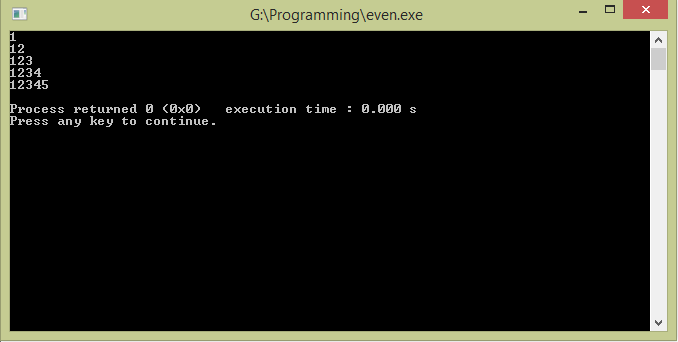 G:\Programming\even.exe
1
12
123
1234
12345
Process returned 0 (0x0)   execution time : 0.000 s
Press any key to continue.